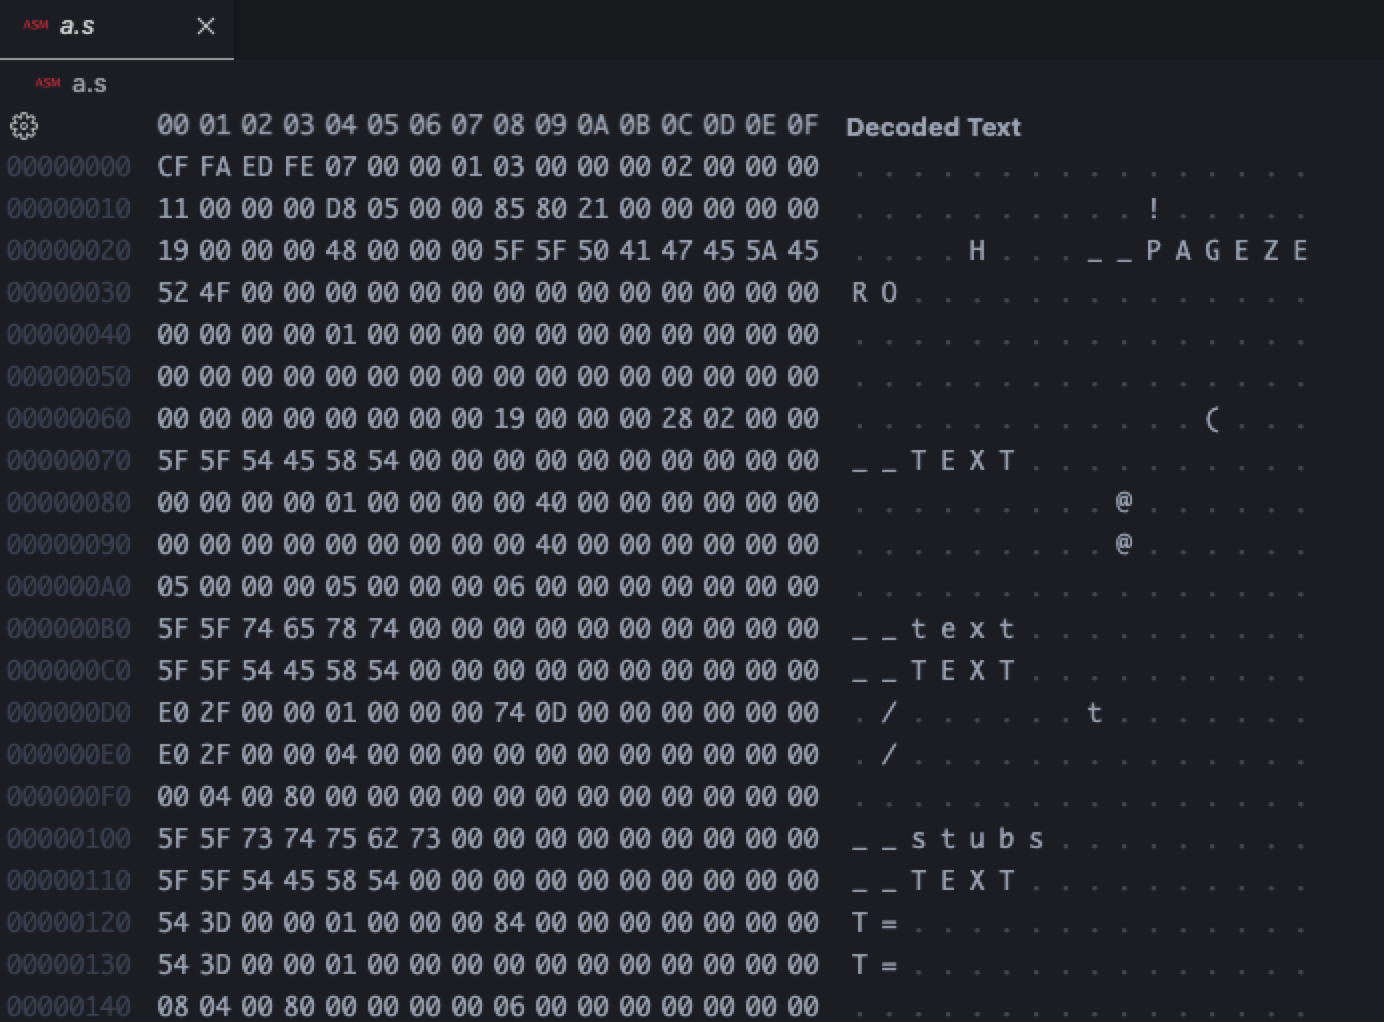 ASM a.s
ASM a.s
00 01 02 03 04 05 06 07 08 09 0A 0B 0C 0D 0E 0F Decoded Text
00000000 CF FA ED FE 07 00 00 01 03 00 00 00 02 00 00 00 . . . . . . . . . . . . . . . .
00000010 11 00 00 00 D8 05 00 00 85 80 21 00 00 00 00 00 . . . . . . . . . . ! . . . . .
00000020 19 00 00 00 48 00 00 00 5F 5F 50 41 47 45 5A 45 . . . . H . . . _ _ P A G E Z E
00000030 52 4F 00 00 00 00 00 00 00 00 00 00 00 00 00 00 R O . . . . . . . . . . . . . .
00000040 00 00 00 00 01 00 00 00 00 00 00 00 00 00 00 00 . . . . . . . . . . . . . . . .
00000050 00 00 00 00 00 00 00 00 00 00 00 00 00 00 00 00 . . . . . . . . . . . . . . . .
00000060 00 00 00 00 00 00 00 00 19 00 00 00 28 02 00 00 . . . . . . . . . . . . ( . . .
00000070 5F 5F 54 45 58 54 00 00 00 00 00 00 00 00 00 00 _ _ T E X T . . . . . . . . . .
00000080 00 00 00 00 01 00 00 00 00 40 00 00 00 00 00 00 . . . . . . . . . @ . . . . . .
00000090 00 00 00 00 00 00 00 00 00 40 00 00 00 00 00 00 . . . . . . . . . @ . . . . . .
000000A0 05 00 00 00 05 00 00 00 06 00 00 00 00 00 00 00 . . . . . . . . . . . . . . . .
000000B0 5F 5F 74 65 78 74 00 00 00 00 00 00 00 00 00 00 _ _ t e x t . . . . . . . . . .
000000C0 5F 5F 54 45 58 54 00 00 00 00 00 00 00 00 00 00 _ _ T E X T . . . . . . . . . .
000000D0 E0 2F 00 00 01 00 00 00 74 0D 00 00 00 00 00 00 . / . . . . . . t . . . . . . .
000000E0 E0 2F 00 00 04 00 00 00 00 00 00 00 00 00 00 00 . / . . . . . . . . . . . . . .
000000F0 00 04 00 80 00 00 00 00 00 00 00 00 00 00 00 00 . . . . . . . . . . . . . . . .
00000100 5F 5F 73 74 75 62 73 00 00 00 00 00 00 00 00 00 _ _ s t u b s . . . . . . . . .
00000110 5F 5F 54 45 58 54 00 00 00 00 00 00 00 00 00 00 _ _ T E X T . . . . . . . . . .
00000120 54 3D 00 00 01 00 00 00 84 00 00 00 00 00 00 00 T = . . . . . . . . . . . . . .
00000130 54 3D 00 00 01 00 00 00 00 00 00 00 00 00 00 00 T = . . . . . . . . . . . . . .
00000140 08 04 00 80 00 00 00 00 06 00 00 00 00 00 00 00 . . . . . . . . . . . . . . . .